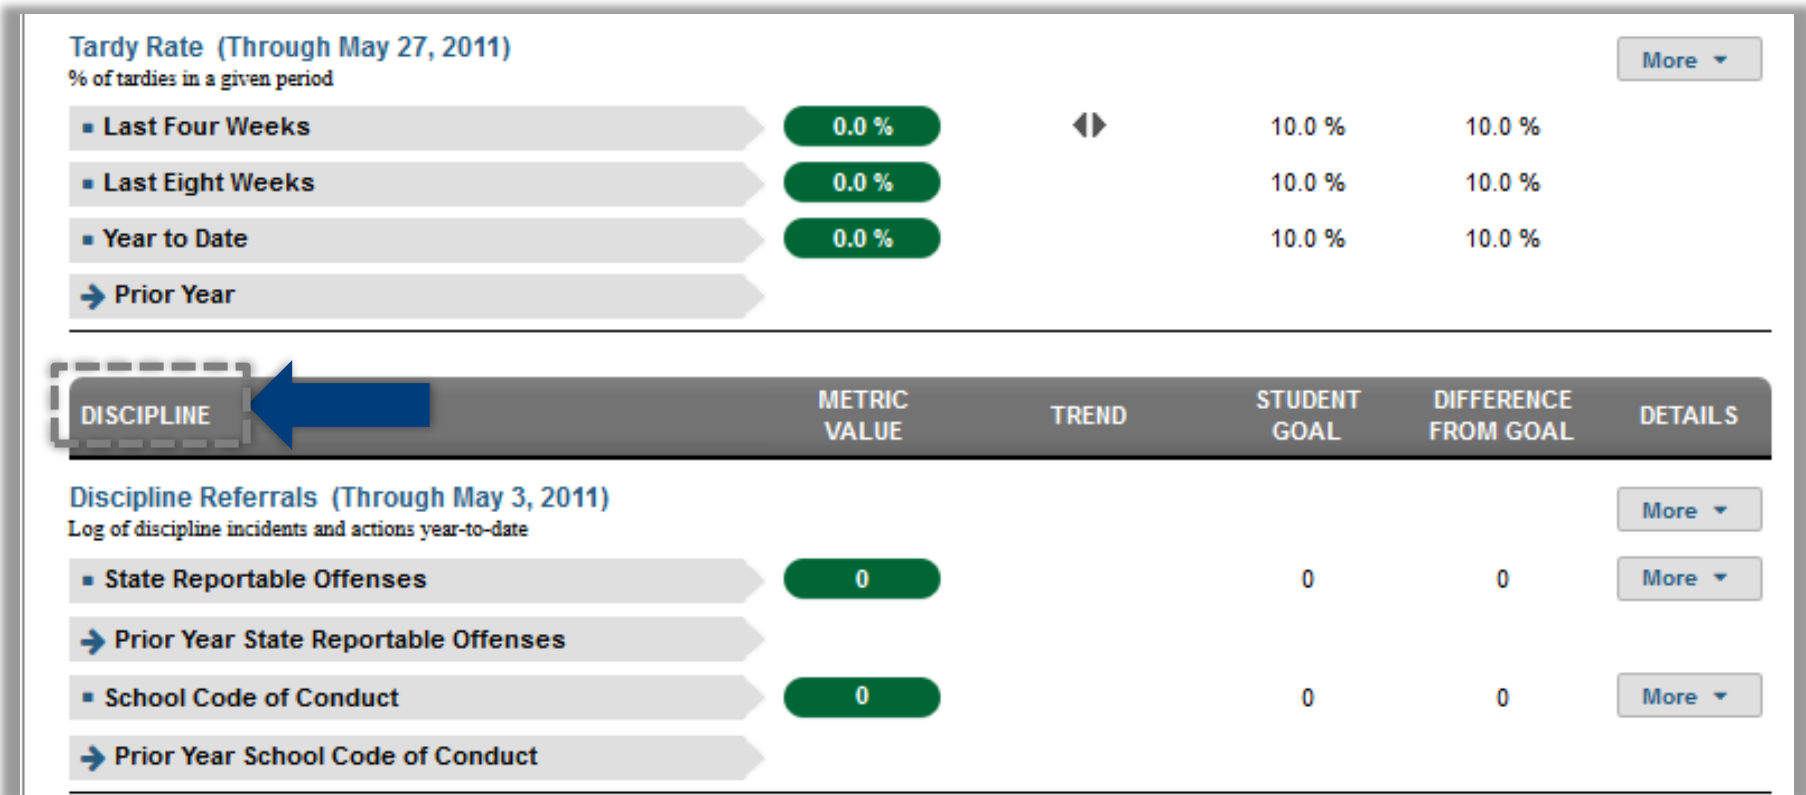 Tardy Rate (Through May 27, 2011)
More
% of tardies in a given period
Last Four Weeks 0.0 % 10.0 % 10.0 %
Last Eight Weeks 0.0 % 10.0 % 10.0 %
Year to Date 0.0 % 10.0 % 10.0 %
Prior Year
DISCIPLINE METRIC VALUE TREND STUDENT GOAL DIFFERENCE FROM GOAL DETAILS
Discipline Referrals (Through May 3, 2011)
More
Log of discipline incidents and actions year-to-date
State Reportable Offenses 0 0 0 More
Prior Year State Reportable Offenses
School Code of Conduct 0 0 0 More
Prior Year School Code of Conduct